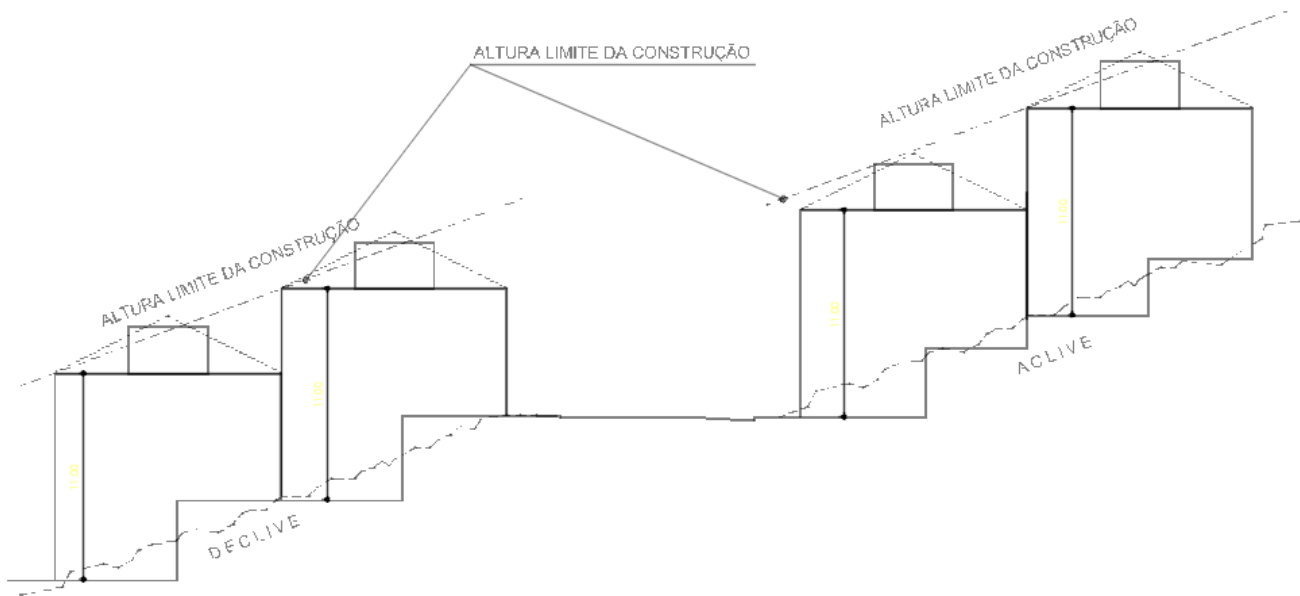 ALTURA LIMITE DA CONSTRUÇÃO
ALTURA LIMITE DA CONSTRUÇÃO
ALTURA LIMITE DA CONSTRUÇÃO
11.00
11.00
11.00
11.00
ACLIVE
DECLIVE